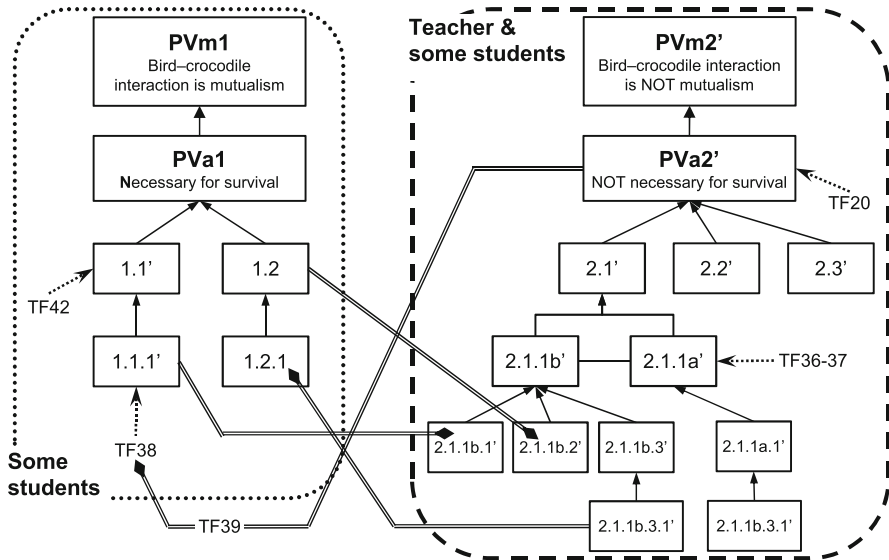 PVm1
Bird–crocodile
interaction is mutualism
Teacher &
some students
PVm2’
Bird–crocodile interaction
is NOT mutualism
PVa1
Necessary for survival
PVa2’
NOT necessary for survival
TF20
1.1’
1.2
2.1’
2.2’
2.3’
TF42
1.1.1’
1.2.1
2.1.1b’
2.1.1a’
TF36-37
TF38
2.1.1b.1’
2.1.1b.2’
2.1.1b.3’
2.1.1a.1’
Some
students
TF39
2.1.1b.3.1’
2.1.1b.3.1’